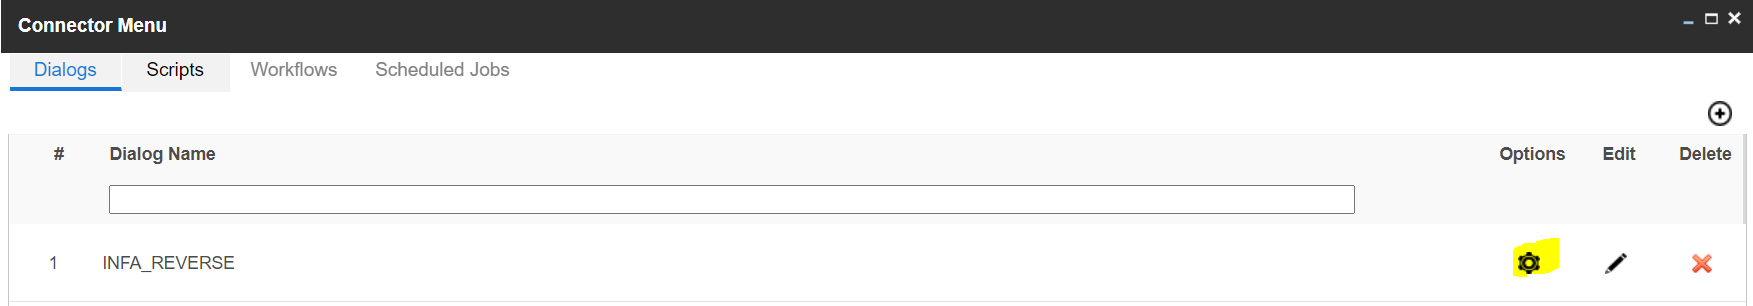 Connector Menu
Dialogs Scripts Workflows Scheduled Jobs
# Dialog Name Options Edit Delete
1 INFA_REVERSE